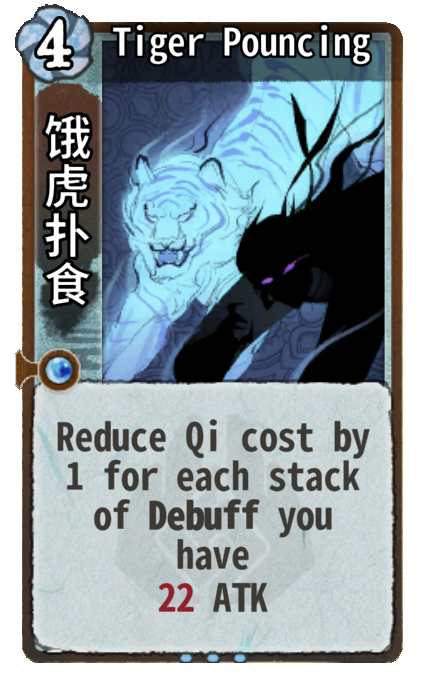 4
Tiger Pouncing
饿虎扑食
Reduce Qi cost by
1 for each stack
of Debuff you
have
22 ATK